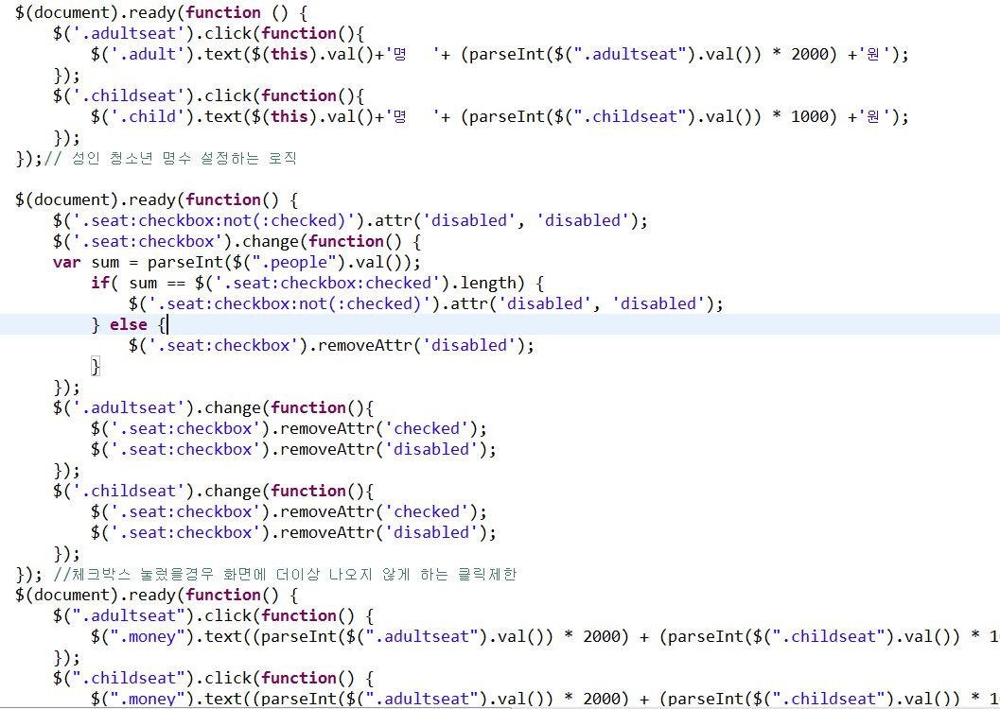 $(document).ready(function () {
    $('.adultseat').click(function(){
        $('.adult').text($(this).val()+'명   '+ (parseInt($(".adultseat").val()) * 2000) +'원');
    });
    $('.childseat').click(function(){
        $('.child').text($(this).val()+'명   '+ (parseInt($(".childseat").val()) * 1000) +'원');
    });
});// 성인 청소년 명수 설정하는 로직

$(document).ready(function() {
    $('.seat:checkbox:not(:checked)').attr('disabled', 'disabled');
    $('.seat:checkbox').change(function() {
    var sum = parseInt($(".people").val());
        if( sum == $('.seat:checkbox:checked').length) {
            $('.seat:checkbox:not(:checked)').attr('disabled', 'disabled');
        } else {
            $('.seat:checkbox').removeAttr('disabled');
        }
    });
    $('.adultseat').change(function(){
        $('.seat:checkbox').removeAttr('checked');
        $('.seat:checkbox').removeAttr('disabled');
    });
    $('.childseat').change(function(){
        $('.seat:checkbox').removeAttr('checked');
        $('.seat:checkbox').removeAttr('disabled');
    });
}); //체크박스 눌렀을경우 화면에 더이상 나오지 않게 하는 클릭제한
$(document).ready(function() {
    $(".adultseat").click(function() {
        $(".money").text((parseInt($(".adultseat").val()) * 2000) + (parseInt($(".childseat").val()) * 1
    });
    $(".childseat").click(function() {
        $(".money").text((parseInt($(".adultseat").val()) * 2000) + (parseInt($(".childseat").val()) * 1